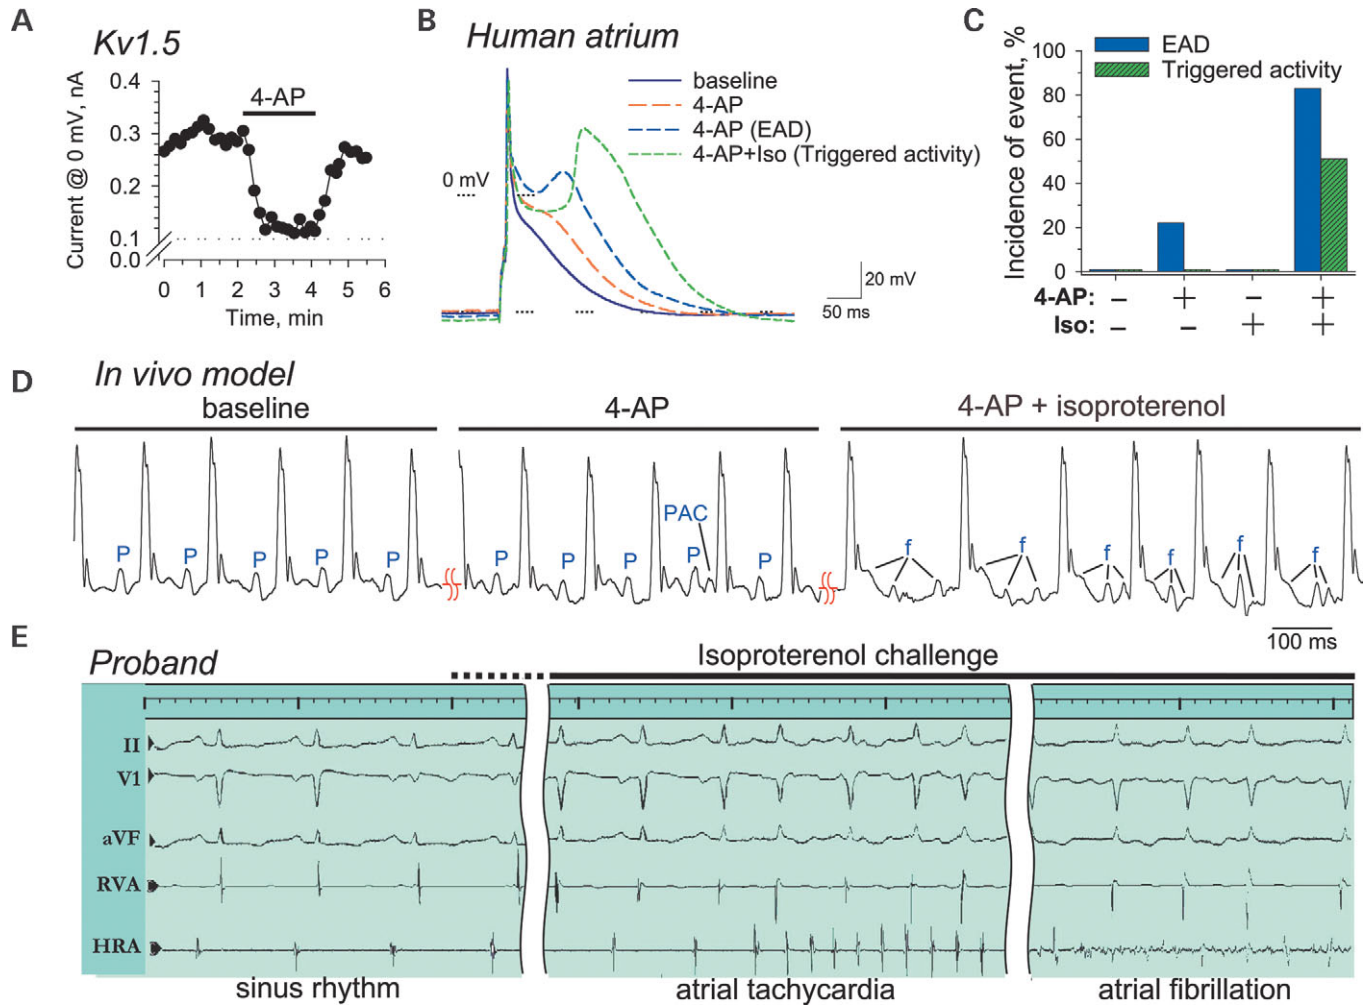 A
Kv1.5
4-AP
Current @ 0 mV, nA
0.4
0.3
0.2
0.1
0.0
0 1 2 3 4 5 6
Time, min
B
Human atrium
baseline
4-AP
4-AP (EAD)
4-AP+Iso (Triggered activity)
0 mV
20 mV
50 ms
C
Incidence of event, %
100
80
60
40
20
0
EAD
Triggered activity
4-AP: – + – +
Iso: – – + +
D
In vivo model
baseline
4-AP
4-AP + isoproterenol
P P P P P
P P P P PAC P
f f f f f f
100 ms
E
Proband
Isoproterenol challenge
II
V1
aVF
RVA
HRA
sinus rhythm
atrial tachycardia
atrial fibrillation